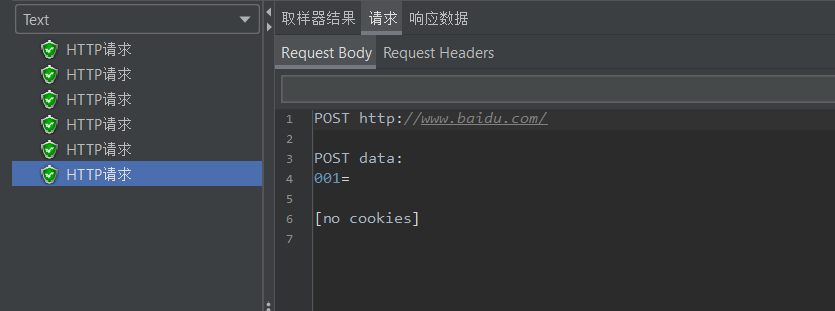 Text
HTTP请求
HTTP请求
HTTP请求
HTTP请求
HTTP请求
HTTP请求
取样器结果 请求 响应数据
Request Body Request Headers
1 POST http://www.baidu.com/
2
3 POST data:
4 001=
5
6 [no cookies]
7